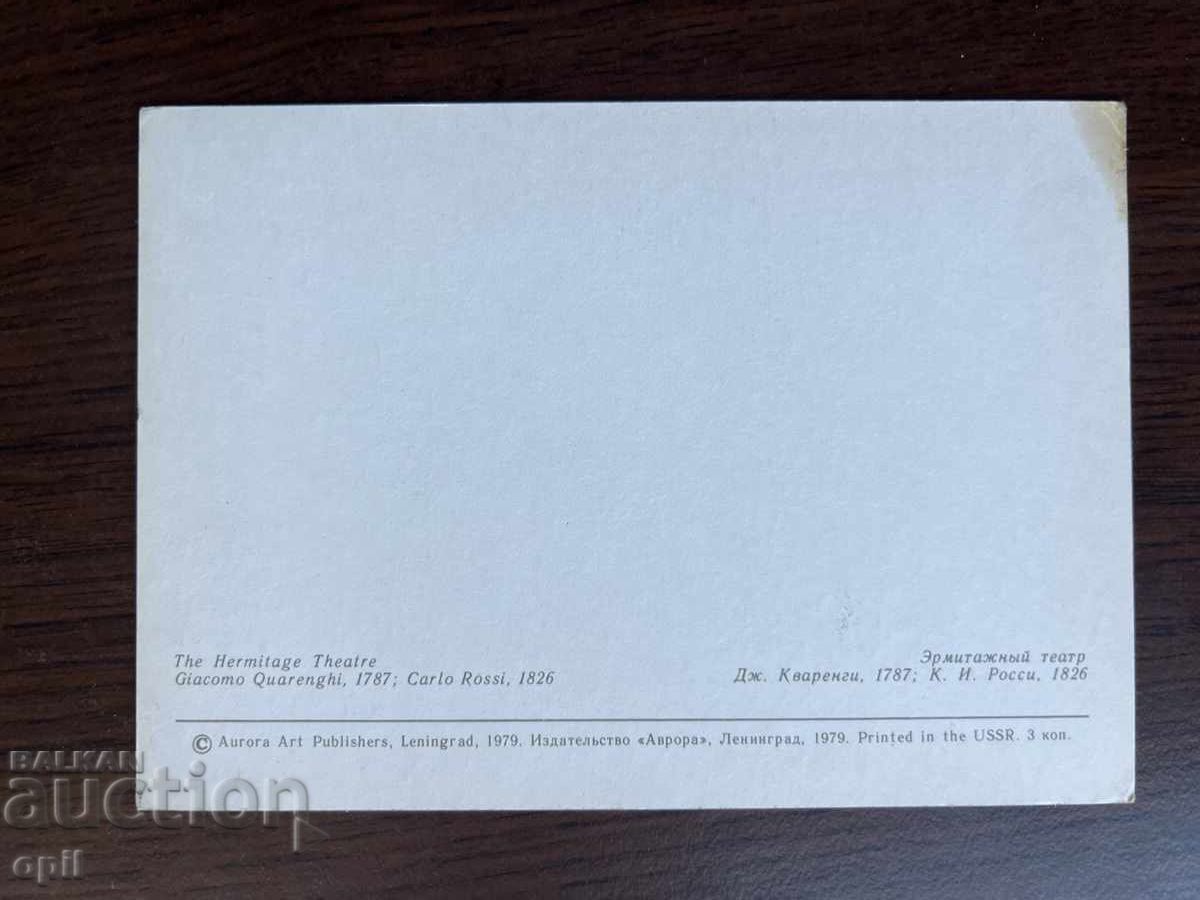 The Hermitage Theatre
Giacomo Quarenghi, 1787; Carlo Rossi, 1826
Эрмитажный театр
Дж. Кваренги, 1787; К. И. Росси, 1826
© Aurora Art Publishers, Leningrad, 1979. Издательство «Аврора», Ленинград, 1979. Printed in the USSR. 3 коп.
BALKAN
auction
opil